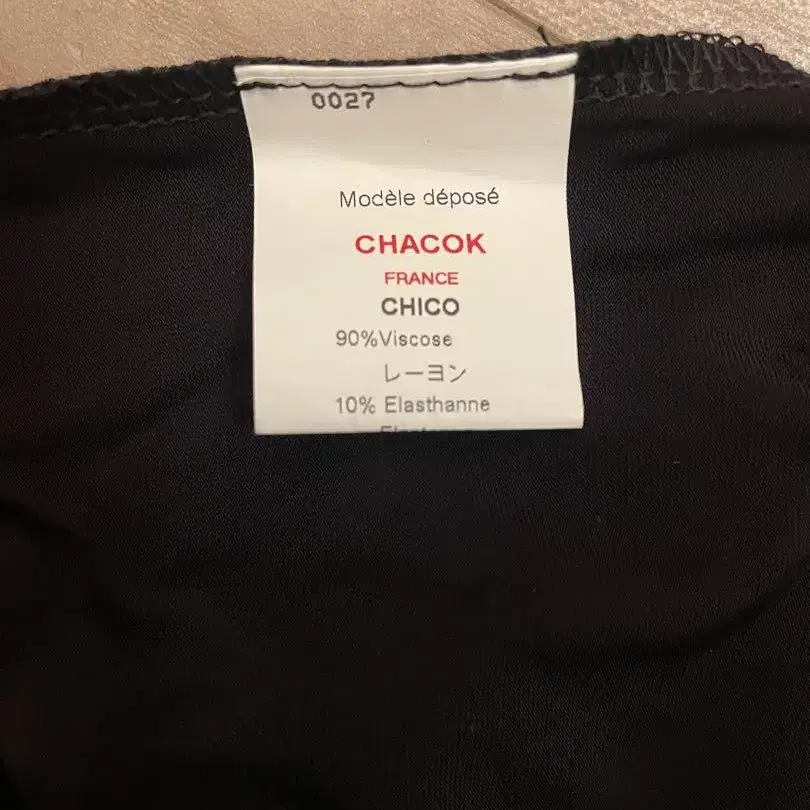 0027
Modèle déposé
CHACOK
FRANCE
CHICO
90%Viscose
レーヨン
10% Elasthanne